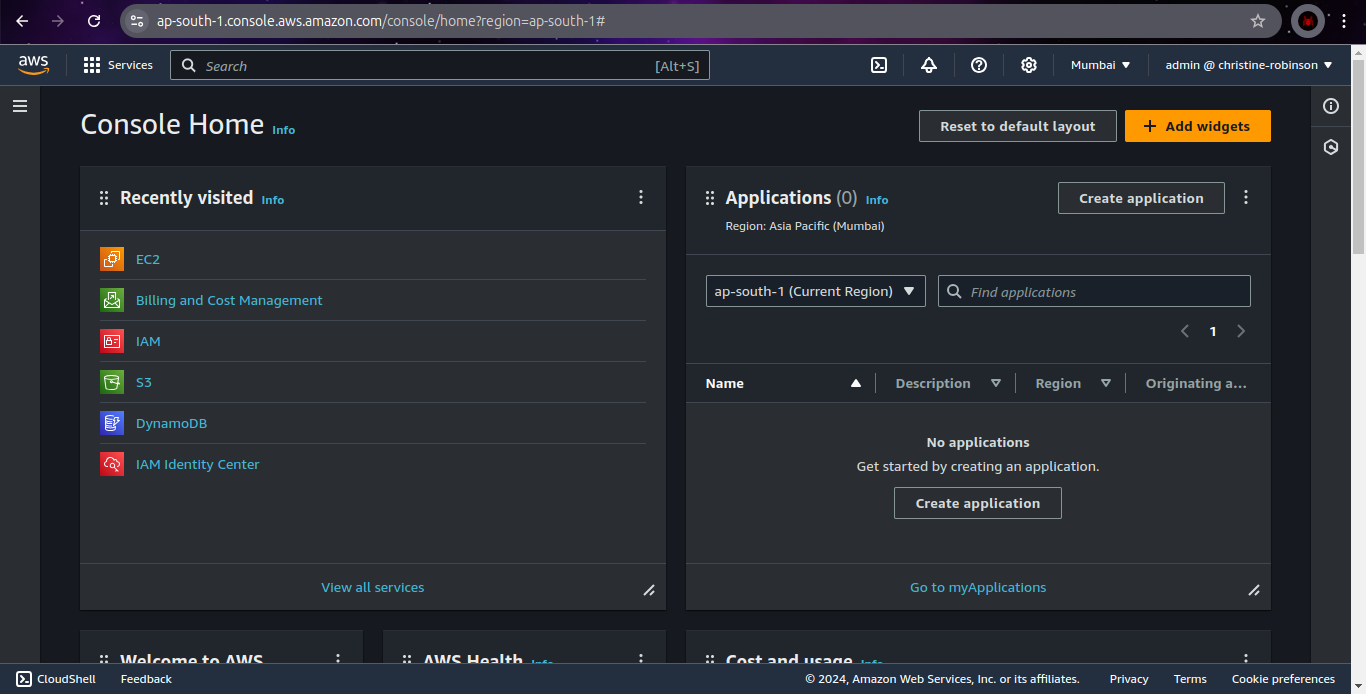 ap-south-1.console.aws.amazon.com/console/home?region=ap-south-1#
aws
Services
Search
[Alt+S]
Mumbai
admin @ christine-robinson
Console Home Info
Reset to default layout
Add widgets
Recently visited Info
EC2
Billing and Cost Management
IAM
S3
DynamoDB
IAM Identity Center
View all services
Applications (0) Info
Region: Asia Pacific (Mumbai)
Create application
ap-south-1 (Current Region)
Find applications
1
Name Description Region Originating a...
No applications
Get started by creating an application.
Create application
Go to myApplications
Welcome to AWS
AWS Health Info
Cost and usage Info
CloudShell
Feedback
© 2024, Amazon Web Services, Inc. or its affiliates.
Privacy
Terms
Cookie preferences